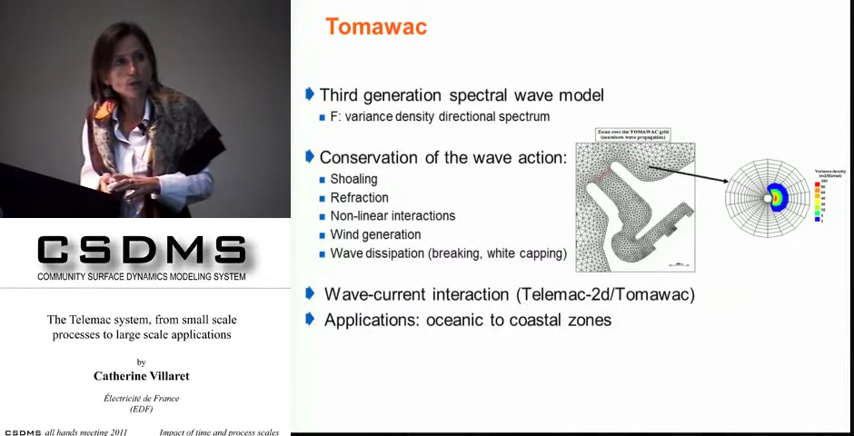 Tomawac
Third generation spectral wave model
F: variance density directional spectrum
Conservation of the wave action:
Shoaling
Refraction
Non-linear interactions
Wind generation
Wave dissipation (breaking, white capping)
Wave-current interaction (Telemac-2d/Tomawac)
Applications: oceanic to coastal zones
Zoom over the TOMAWAC grid
Variance density
CSDMS
COMMUNITY SURFACE DYNAMICS MODELING SYSTEM
The Telemac system, from small scale
processes to large scale applications
by
Catherine Villaret
Électricité de France
(EDF)
CSDMS all hands meeting 2011 Impact of time and process scales